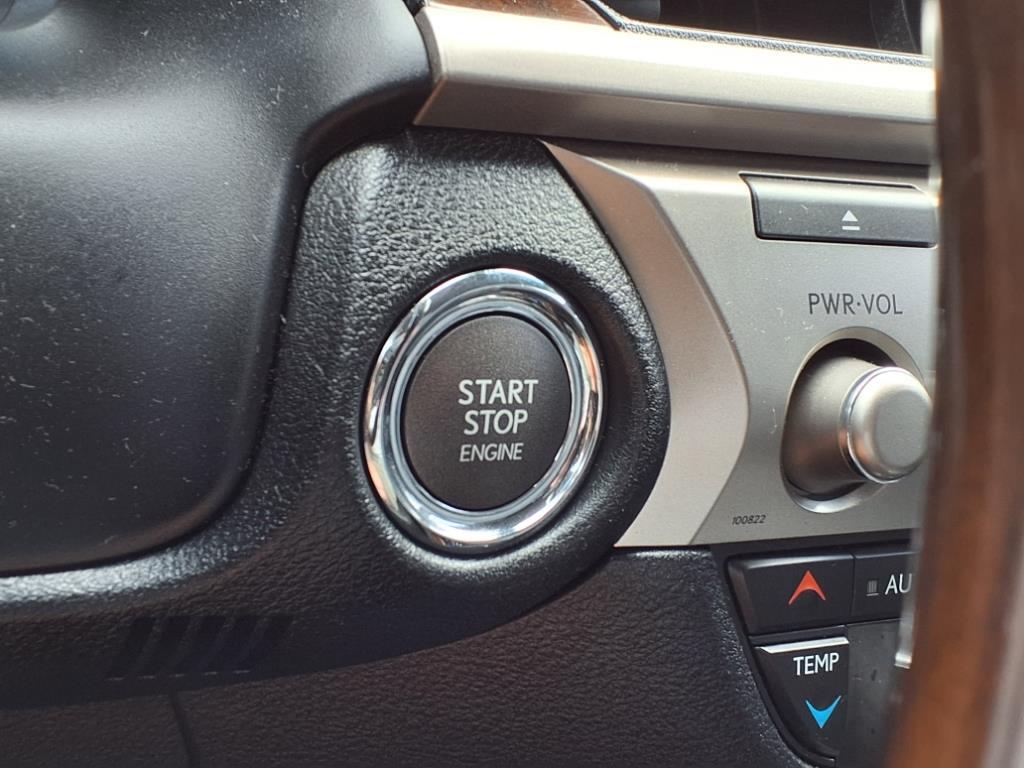 PWR·VOL
START
STOP
ENGINE
100822
TEMP